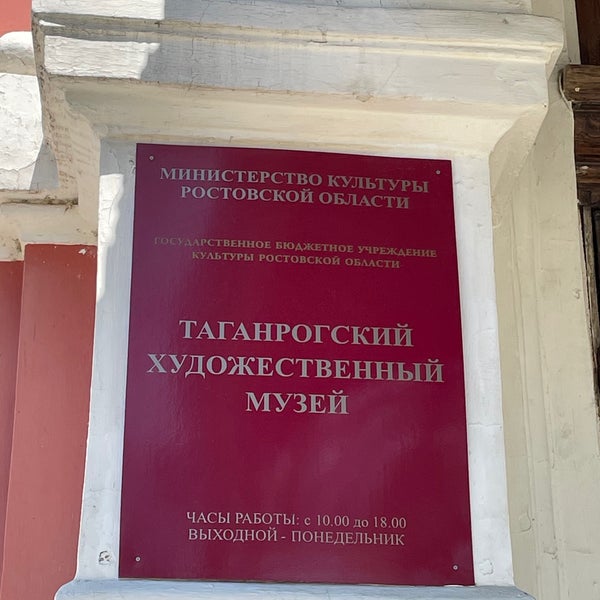 МИНИСТЕРСТВО КУЛЬТУРЫ
РОСТОВСКОЙ ОБЛАСТИ
ГОСУДАРСТВЕННОЕ БЮДЖЕТНОЕ УЧРЕЖДЕНИЕ
КУЛЬТУРЫ РОСТОВСКОЙ ОБЛАСТИ
ТАГАНРОГСКИЙ
ХУДОЖЕСТВЕННЫЙ
МУЗЕЙ
ЧАСЫ РАБОТЫ: с 10.00 до 18.00
ВЫХОДНОЙ - ПОНЕДЕЛЬНИК